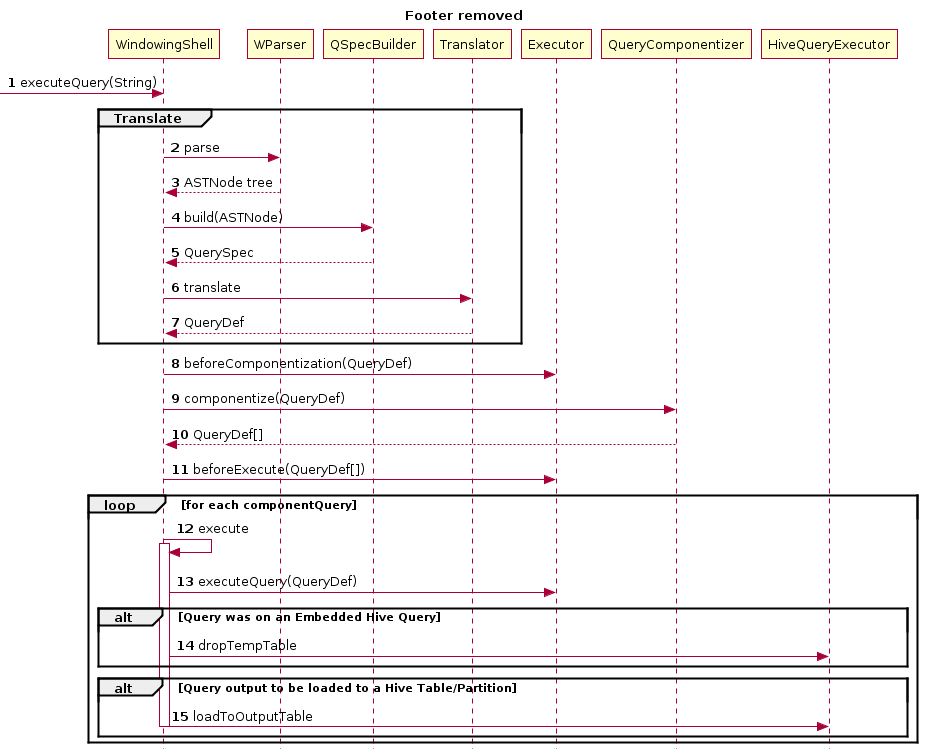 Footer removed
WindowingShell WParser QSpecBuilder Translator Executor QueryComponentizer HiveQueryExecutor
1 executeQuery(String)
Translate
2 parse
3 ASTNode tree
4 build(ASTNode)
5 QuerySpec
6 translate
7 QueryDef
8 beforeComponentization(QueryDef)
9 componentize(QueryDef)
10 QueryDef[]
11 beforeExecute(QueryDef[])
loop [for each componentQuery]
12 execute
13 executeQuery(QueryDef)
alt [Query was on an Embedded Hive Query]
14 dropTempTable
alt [Query output to be loaded to a Hive Table/Partition]
15 loadToOutputTable